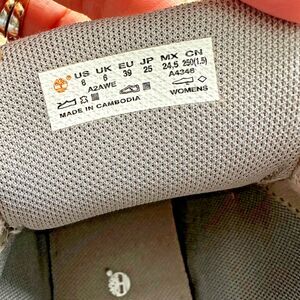 US UK EU JP MX CN
6 6 39 25 24,5 250(1.5)
A2AWE A4346
WOMENS
MADE IN CAMBODIA